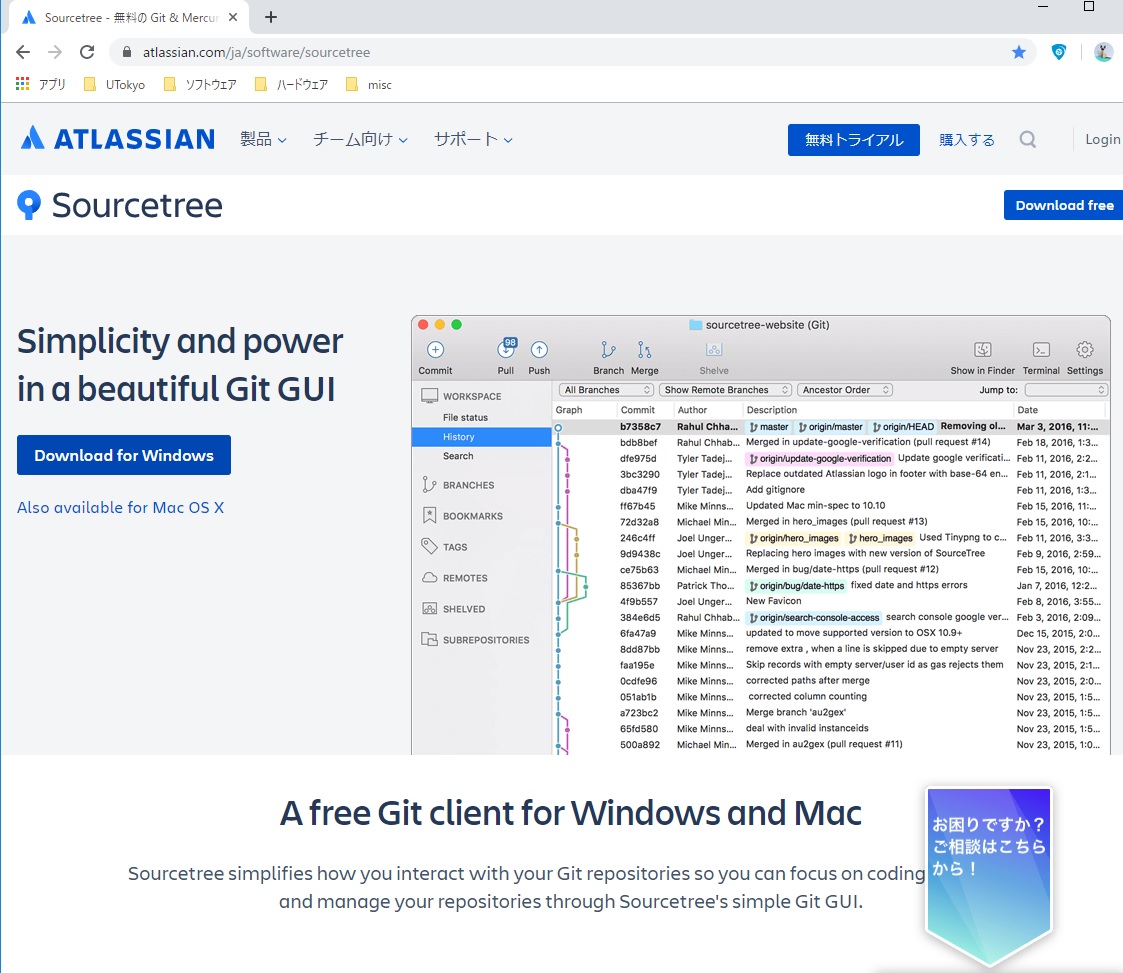 Sourcetree - 無料の Git & Mercur
atlassian.com/ja/software/sourcetree
アプリ UTokyo ソフトウェア ハードウェア misc
ATLASSIAN 製品 チーム向け サポート 無料トライアル 購入する Login
Sourcetree Download free
Simplicity and power
in a beautiful Git GUI
Download for Windows
Also available for Mac OS X
sourcetree-website (Git)
98
Commit Pull Push Branch Merge Shelve Show in Finder Terminal Settings
All Branches Show Remote Branches Ancestor Order Jump to:
WORKSPACE
File status
History
Search
BRANCHES
BOOKMARKS
TAGS
REMOTES
SHELVED
SUBREPOSITORIES
Graph Commit Author Description Date
b7358c7 Rahul Chha... master origin/master origin/HEAD Removing ol... Mar 3, 2016, 11:...
bdb8bef Rahul Chhab... Merged in update-google-verification (pull request #14) Feb 18, 2016, 1:3...
dfe975d Tyler Tadej... origin/update-google-verification Update google verificati... Feb 11, 2016, 2:2...
3bc3290 Tyler Tadej... Replace outdated Atlassian logo in footer with base-64 en... Feb 11, 2016, 2:1...
dba47f9 Tyler Tadej... Add gitignore Feb 11, 2016, 1:3...
ff67b45 Mike Minns... Updated Mac min-spec to 10.10 Feb 15, 2016, 11:...
72d32a8 Michael Min... Merged in hero_images (pull request #13) Feb 15, 2016, 10:...
246c4ff Joel Unger... origin/hero_images hero_images Used Tinypng to c... Feb 11, 2016, 3:3...
9d9438c Joel Unger... Replacing hero images with new version of SourceTree Feb 9, 2016, 2:59...
ce75b63 Michael Min... Merged in bug/date-https (pull request #12) Feb 15, 2016, 10:...
85367bb Patrick Tho... origin/bug/date-https fixed date and https errors Jan 7, 2016, 12:2...
4f9b557 Joel Unger... New Favicon Feb 8, 2016, 3:55...
384e6d5 Rahul Chhab... origin/search-console-access search console google ver... Feb 3, 2016, 2:09...
6fa47a9 Mike Minns... updated to move supported version to OSX 10.9+ Dec 15, 2015, 2:0...
8dd87bb Mike Minns... remove extra , when a line is skipped due to empty server Nov 23, 2015, 2:2...
faa195e Mike Minns... Skip records with empty server/user id as gas rejects them Nov 23, 2015, 2:1...
0cdfe96 Mike Minns... corrected paths after merge Nov 23, 2015, 2:0...
051ab1b Mike Minns... corrected column counting Nov 23, 2015, 1:5...
a723bc2 Mike Minns... Merge branch 'au2gex' Nov 23, 2015, 1:5...
65fd580 Mike Minns... deal with invalid instanceids Nov 23, 2015, 1:5...
500a892 Michael Min... Merged in au2gex (pull request #11) Nov 23, 2015, 1:0...
A free Git client for Windows and Mac
Sourcetree simplifies how you interact with your Git repositories so you can focus on coding
and manage your repositories through Sourcetree's simple Git GUI.
お困りですか？
ご相談はこちら
から！